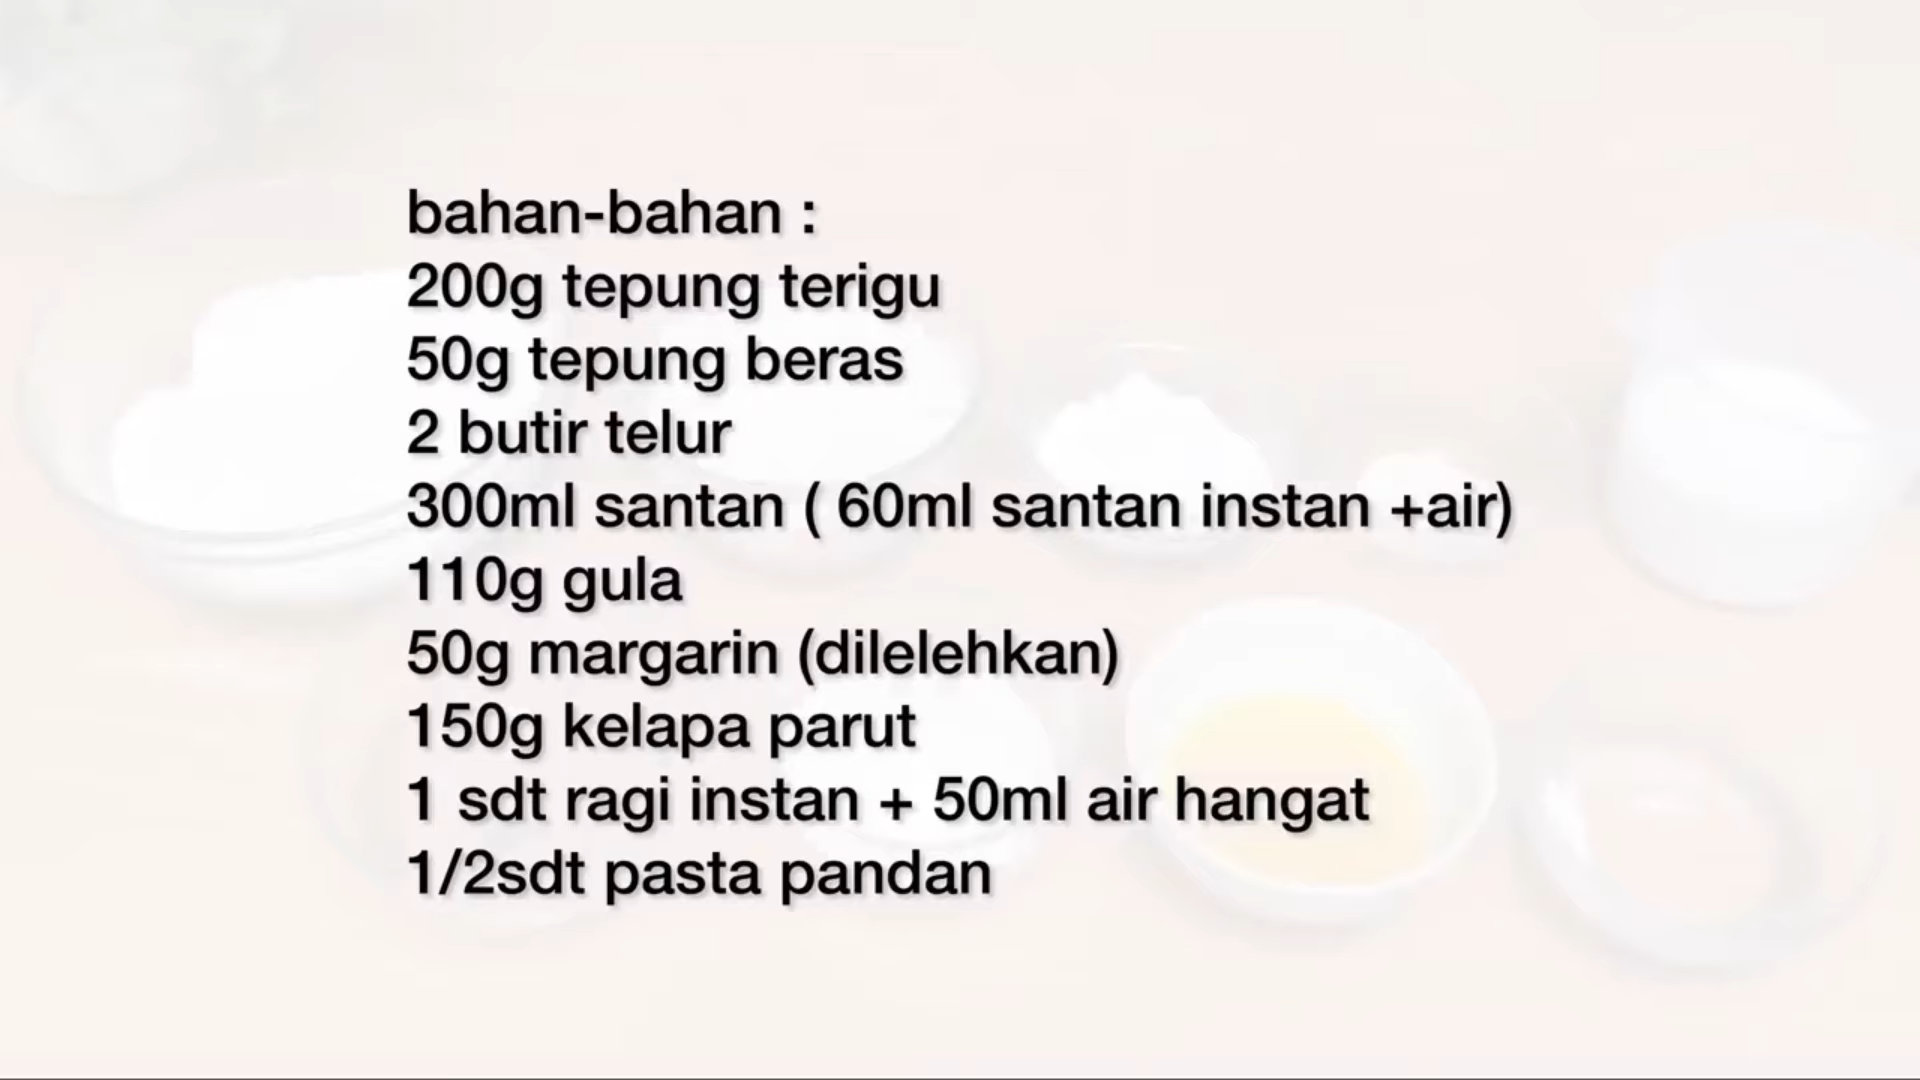 bahan-bahan :
200g tepung terigu
50g tepung beras
2 butir telur
300ml santan ( 60ml santan instan +air)
110g gula
50g margarin (dilelehkan)
150g kelapa parut
1 sdt ragi instan + 50ml air hangat
1/2sdt pasta pandan